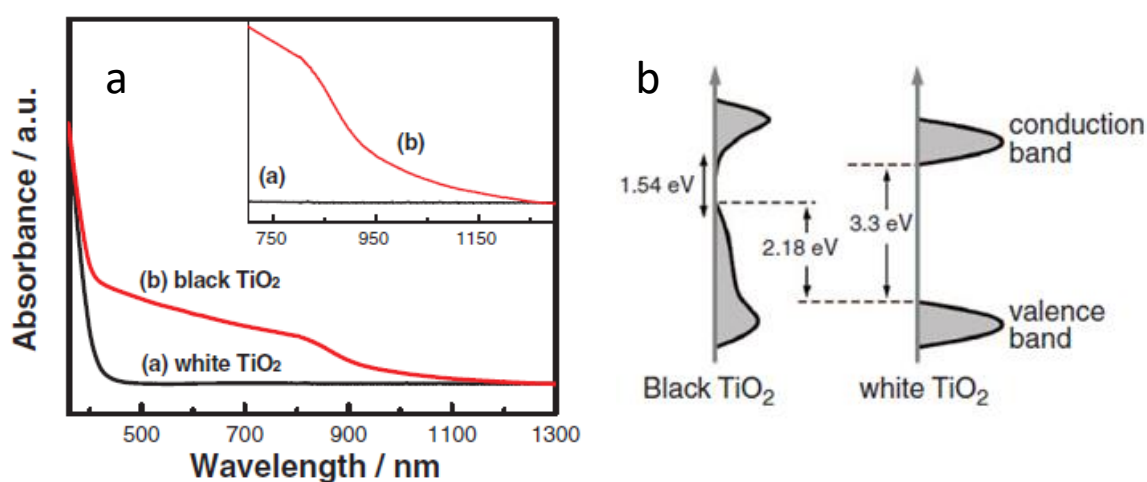 a
Absorbance / a.u.
(b)
(a)
750
950
1150
(b) black TiO₂
(a) white TiO₂
500
700
900
1100
1300
Wavelength / nm
b
conduction
band
1.54 eV
3.3 eV
2.18 eV
valence
band
Black TiO₂
white TiO₂